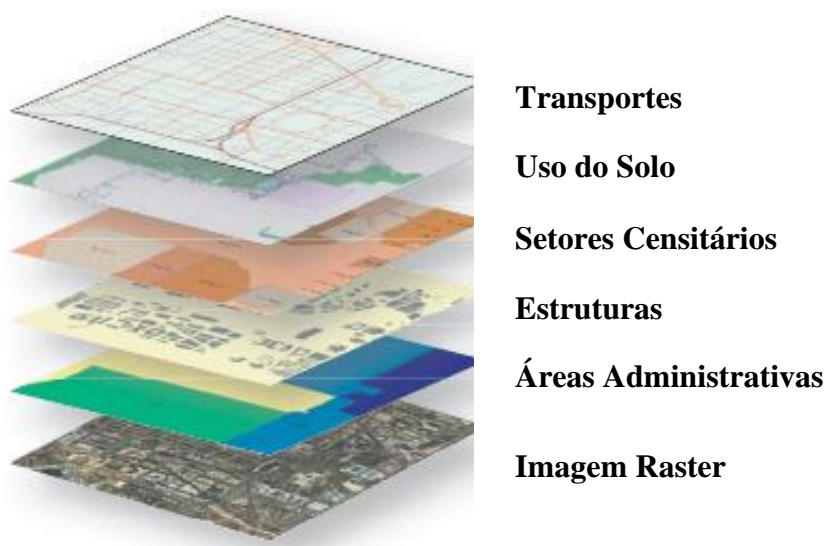 Transportes
Uso do Solo
Setores Censitários
Estruturas
Áreas Administrativas
Imagem Raster